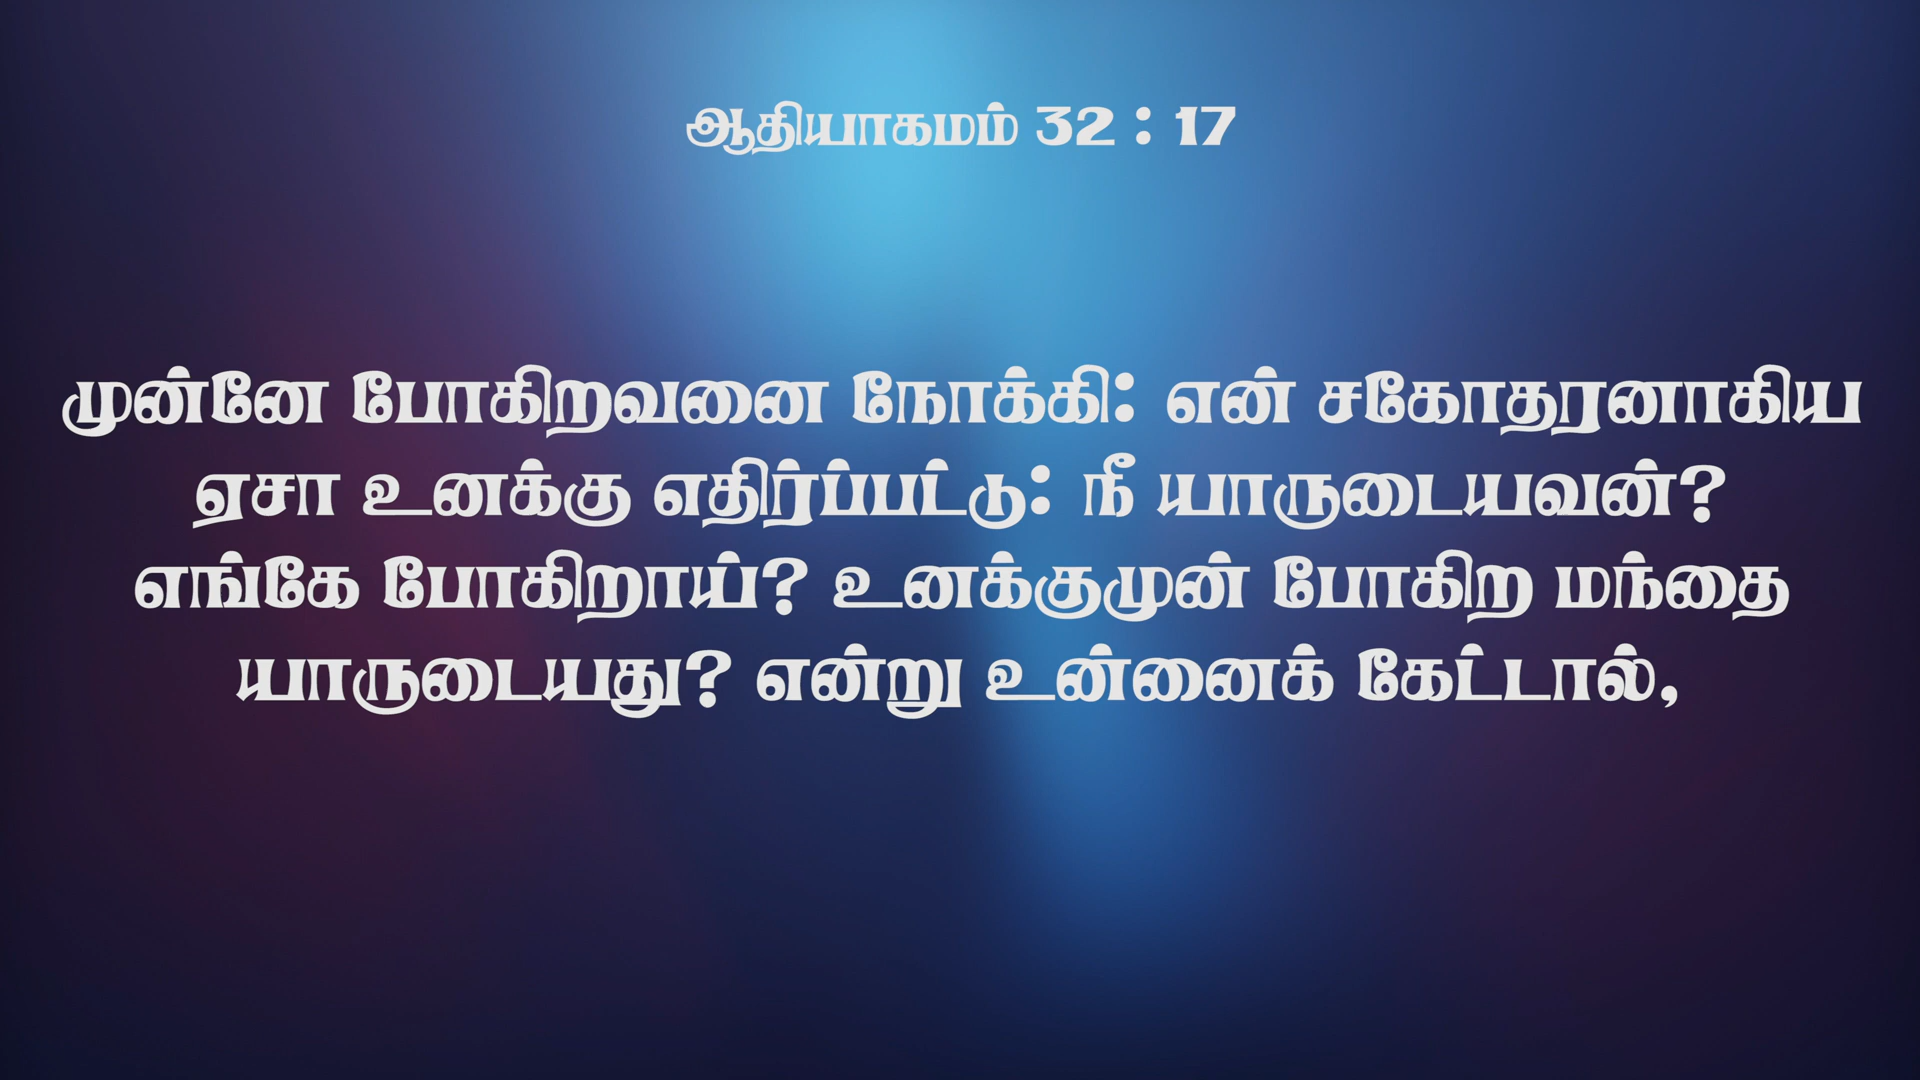 ஆதியாகமம் 32 : 17
முன்னே போகிறவனை நோக்கி: என் சகோதரனாகிய
ஏசா உனக்கு எதிர்ப்பட்டு: நீ யாருடையவன்?
எங்கே போகிறாய்? உனக்குமுன் போகிற மந்தை
யாருடையது? என்று உன்னைக் கேட்டால்,